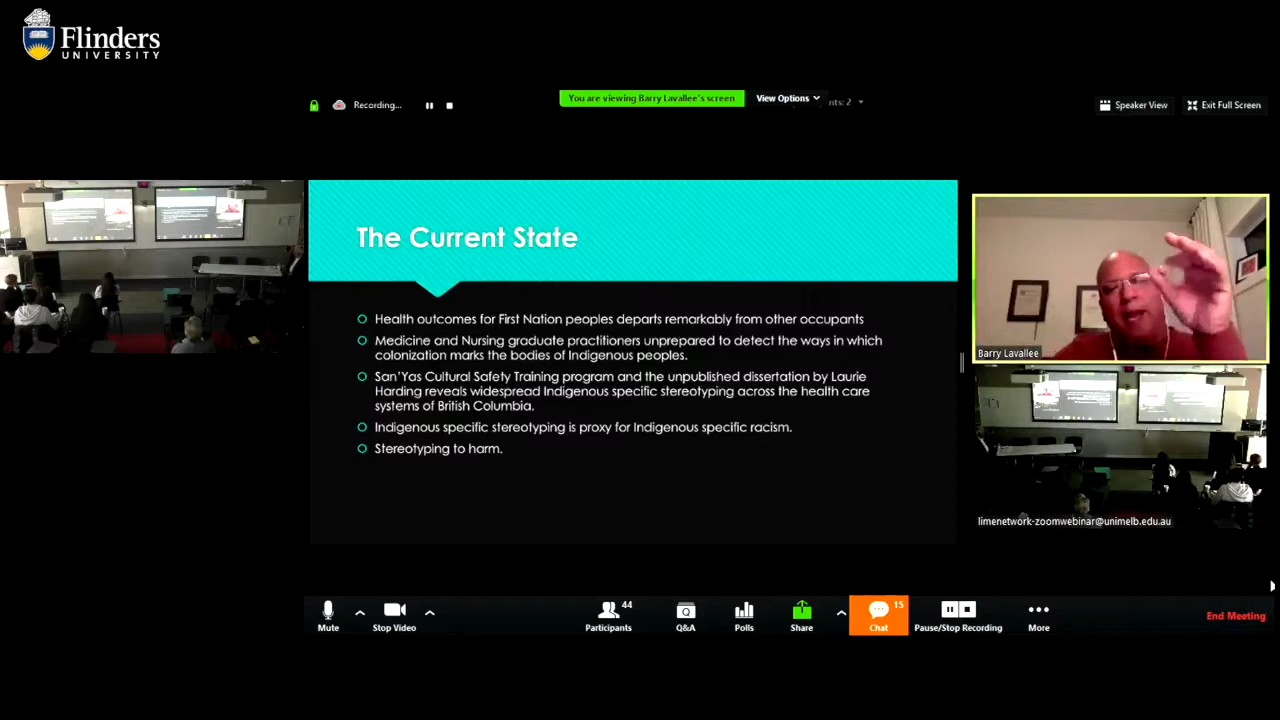 Flinders
UNIVERSITY
Recording...
You are viewing Barry Lavallee's screen
View Options
nts: 2
Speaker View
Exit Full Screen
The Current State
Health outcomes for First Nation peoples departs remarkably from other occupants
Medicine and Nursing graduate practitioners unprepared to detect the ways in which
colonization marks the bodies of Indigenous peoples.
San'Yas Cultural Safety Training program and the unpublished dissertation by Laurie
Harding reveals widespread Indigenous specific stereotyping across the health care
systems of British Columbia.
Indigenous specific stereotyping is proxy for Indigenous specific racism.
Stereotyping to harm.
Barry Lavallee
limenetwork-zoomwebinar@unimelb.edu.au
Mute
Stop Video
44
Participants
Q&A
Polls
Share
15
Chat
Pause/Stop Recording
More
End Meeting